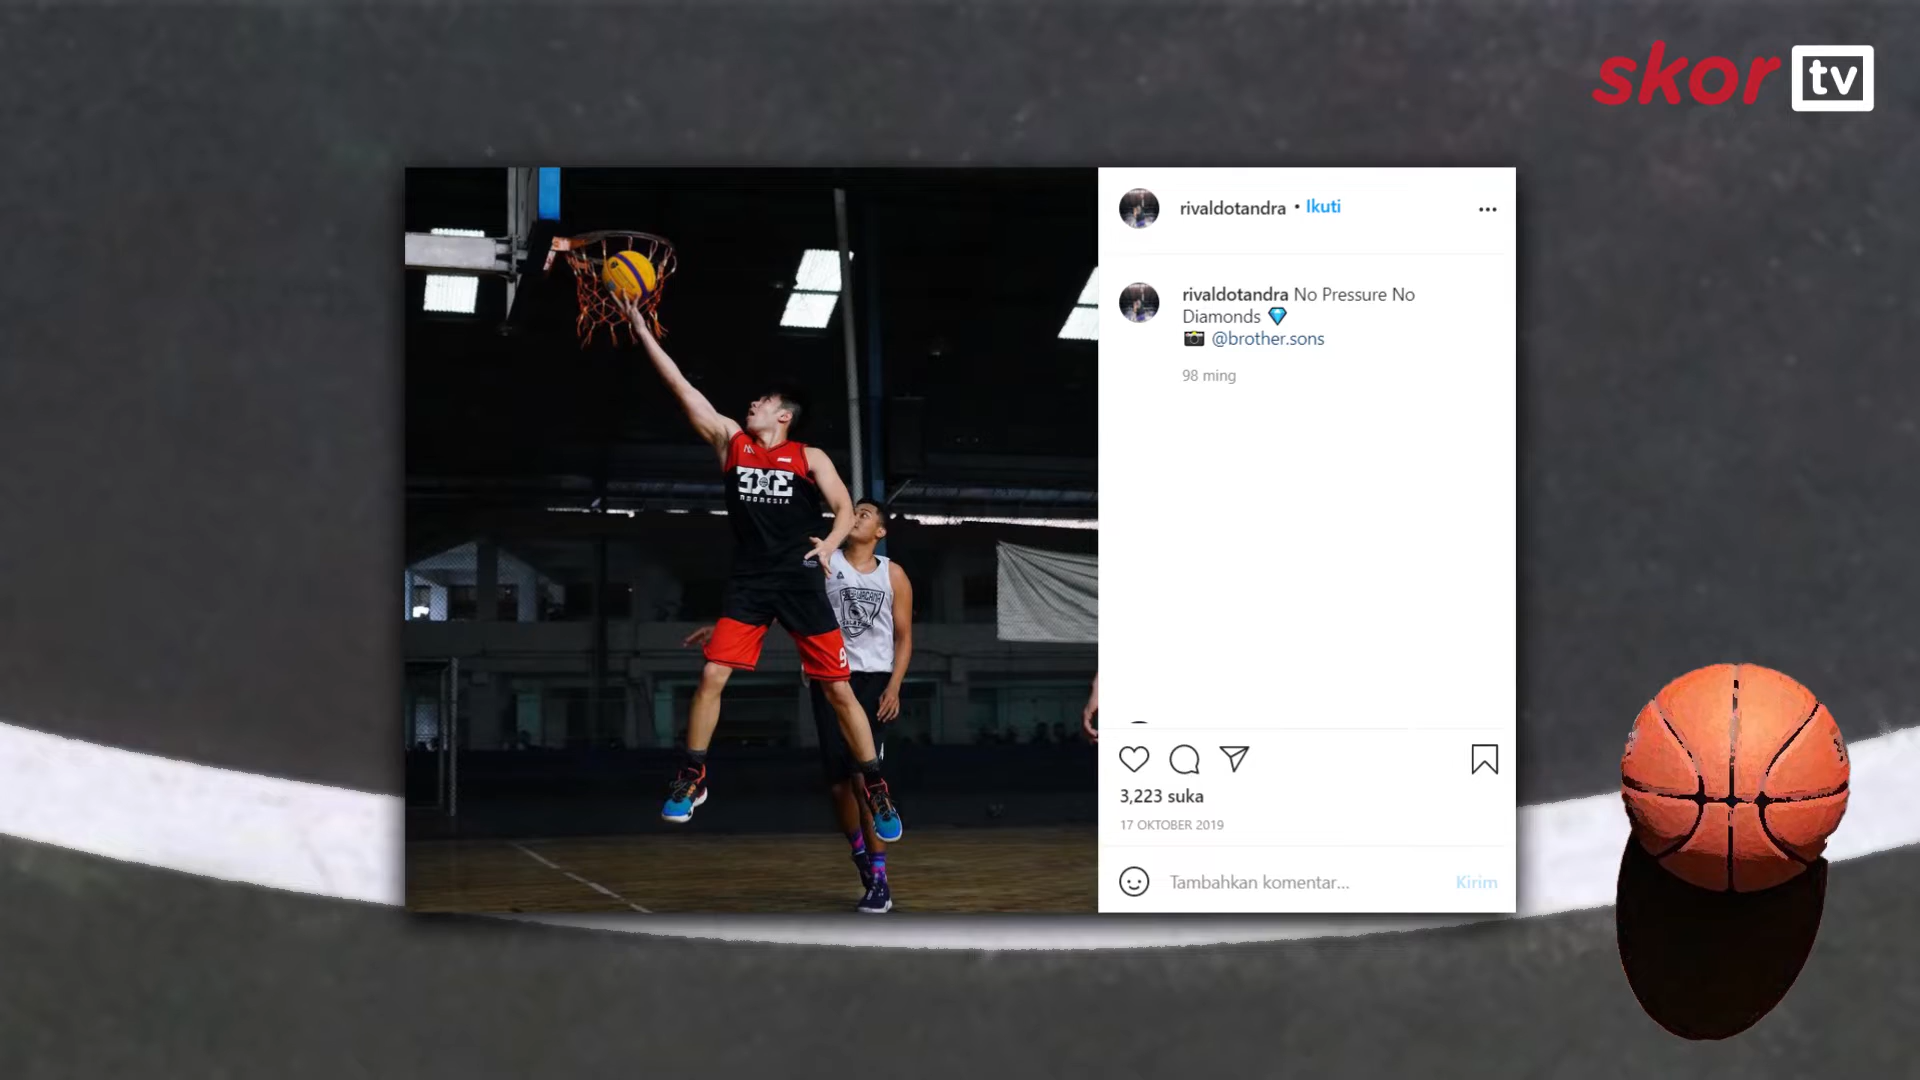 skor tv
rivaldotandra • Ikuti
rivaldotandra No Pressure No
Diamonds 💎
📷 @brother.sons
98 ming
3X3
INDONESIA
9
3,223 suka
17 OKTOBER 2019
Tambahkan komentar...
Kirim